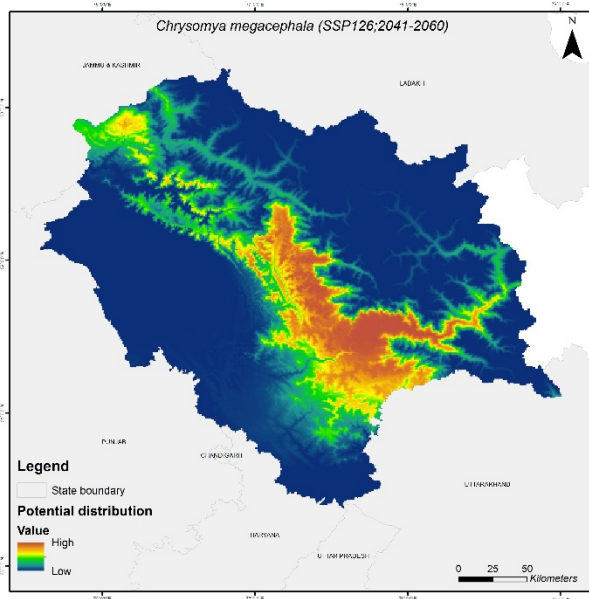 Chrysomya megacephala (SSP126;2041-2060)
N
JAMMU & KASHMIR
LADAKH
PUNJAB
CHANDIGARH
UTTARAKHAND
HARYANA
UTTAR PRADESH
Legend
State boundary
Potential distribution
Value
High
Low
0 25 50
Kilometers